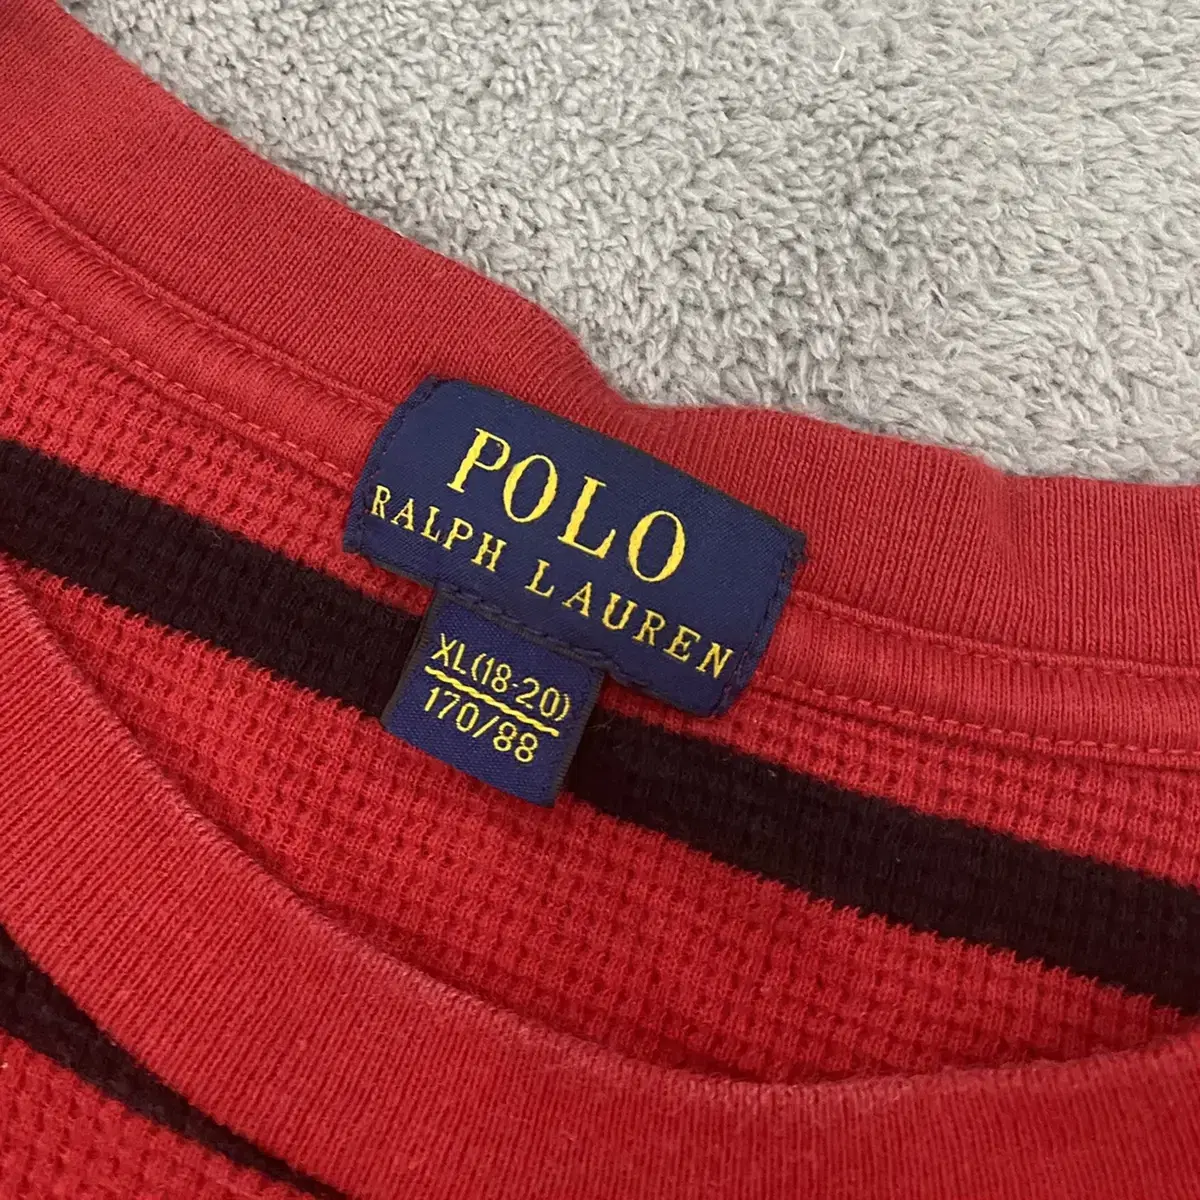 POLO
RALPH LAUREN
XL(18-20)
170/88